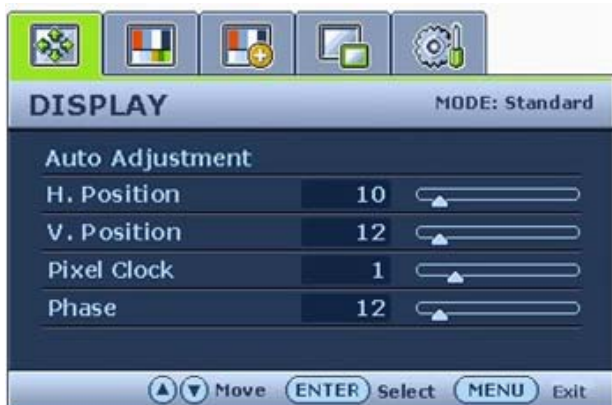 DISPLAY MODE: Standard
Auto Adjustment
H. Position 10
V. Position 12
Pixel Clock 1
Phase 12
Move ENTER Select MENU Exit